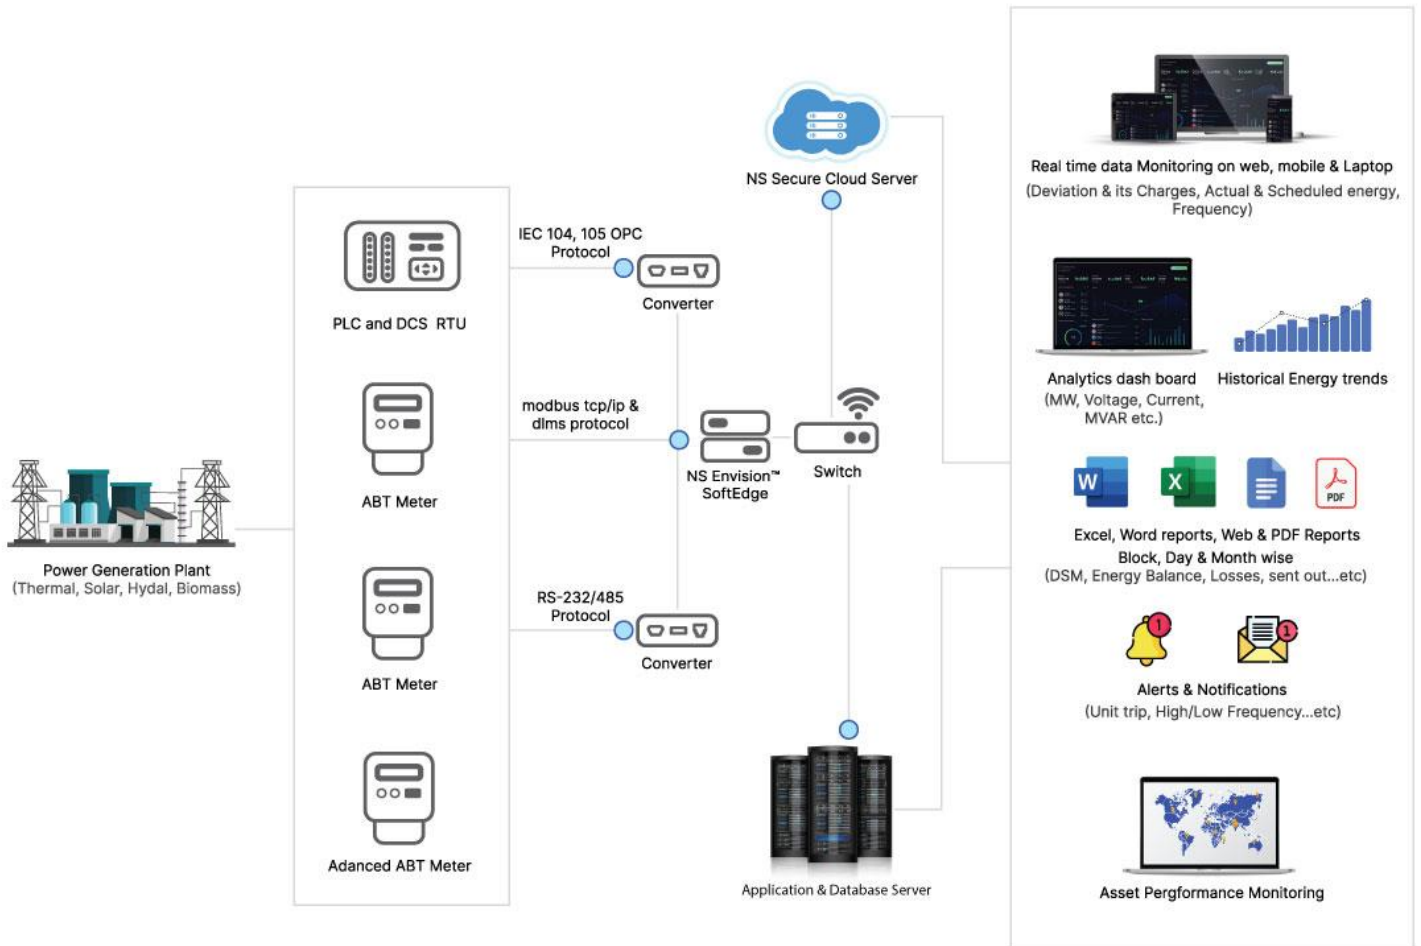 Power Generation Plant
(Thermal, Solar, Hydal, Biomass)
PLC and DCS RTU
ABT Meter
ABT Meter
Adanced ABT Meter
IEC 104, 105 OPC
Protocol
Converter
modbus tcp/ip &
dlms protocol
NS Envision™
SoftEdge
Switch
RS-232/485
Protocol
Converter
NS Secure Cloud Server
Application & Database Server
Real time data Monitoring on web, mobile & Laptop
(Deviation & its Charges, Actual & Scheduled energy,
Frequency)
Analytics dash board
(MW, Voltage, Current,
MVAR etc.)
Historical Energy trends
W
X
PDF
Excel, Word reports, Web & PDF Reports
Block, Day & Month wise
(DSM, Energy Balance, Losses, sent out...etc)
1
1
Alerts & Notifications
(Unit trip, High/Low Frequency...etc)
Asset Pergformance Monitoring